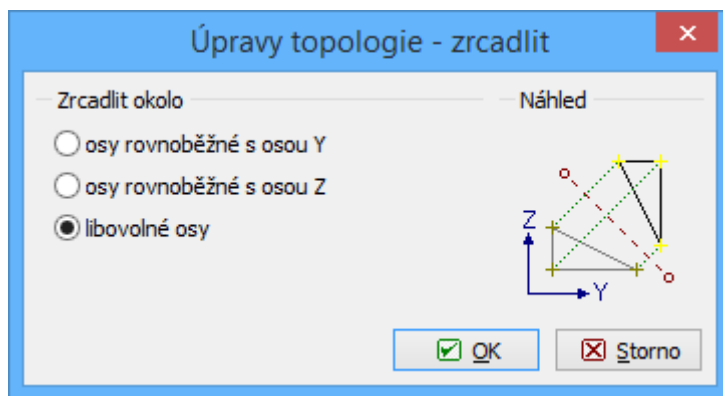 Úpravy topologie - zrcadlit
Zrcadlit okolo
Náhled
osy rovnoběžné s osou Y
osy rovnoběžné s osou Z
libovolné osy
Z
Y
OK
Storno